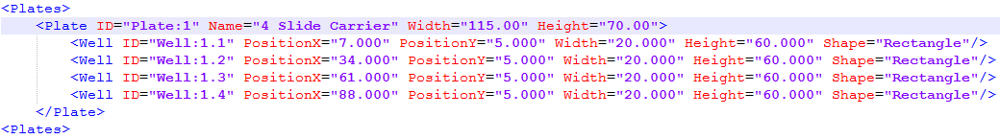 <Plates>
<Plate ID="Plate:1" Name="4 Slide Carrier" Width="115.00" Height="70.00">
<Well ID="Well:1.1" PositionX="7.000" PositionY="5.000" Width="20.000" Height="60.000" Shape="Rectangle"/>
<Well ID="Well:1.2" PositionX="34.000" PositionY="5.000" Width="20.000" Height="60.000" Shape="Rectangle"/>
<Well ID="Well:1.3" PositionX="61.000" PositionY="5.000" Width="20.000" Height="60.000" Shape="Rectangle"/>
<Well ID="Well:1.4" PositionX="88.000" PositionY="5.000" Width="20.000" Height="60.000" Shape="Rectangle"/>
</Plate>
<Plates>